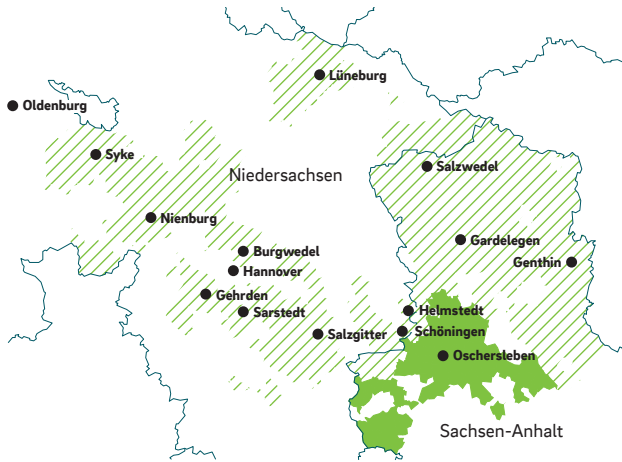 Lüneburg
Oldenburg
Syke
Salzwedel
Niedersachsen
Nienburg
Gardelegen
Burgwedel
Genthin
Hannover
Gehrden
Helmstedt
Sarstedt
Schöningen
Salzgitter
Oschersleben
Sachsen-Anhalt